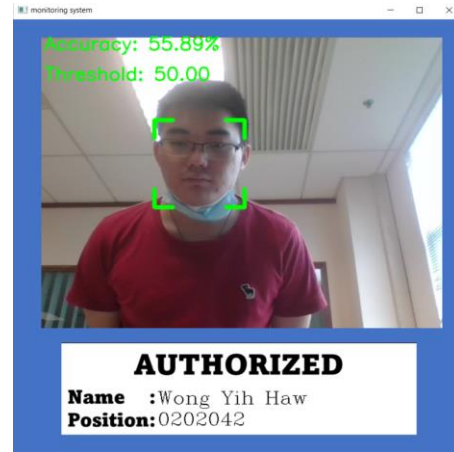 monitoring system
Accuracy: 55.89%
Threshold: 50.00
AUTHORIZED
Name :Wong Yih Haw
Position:0202042